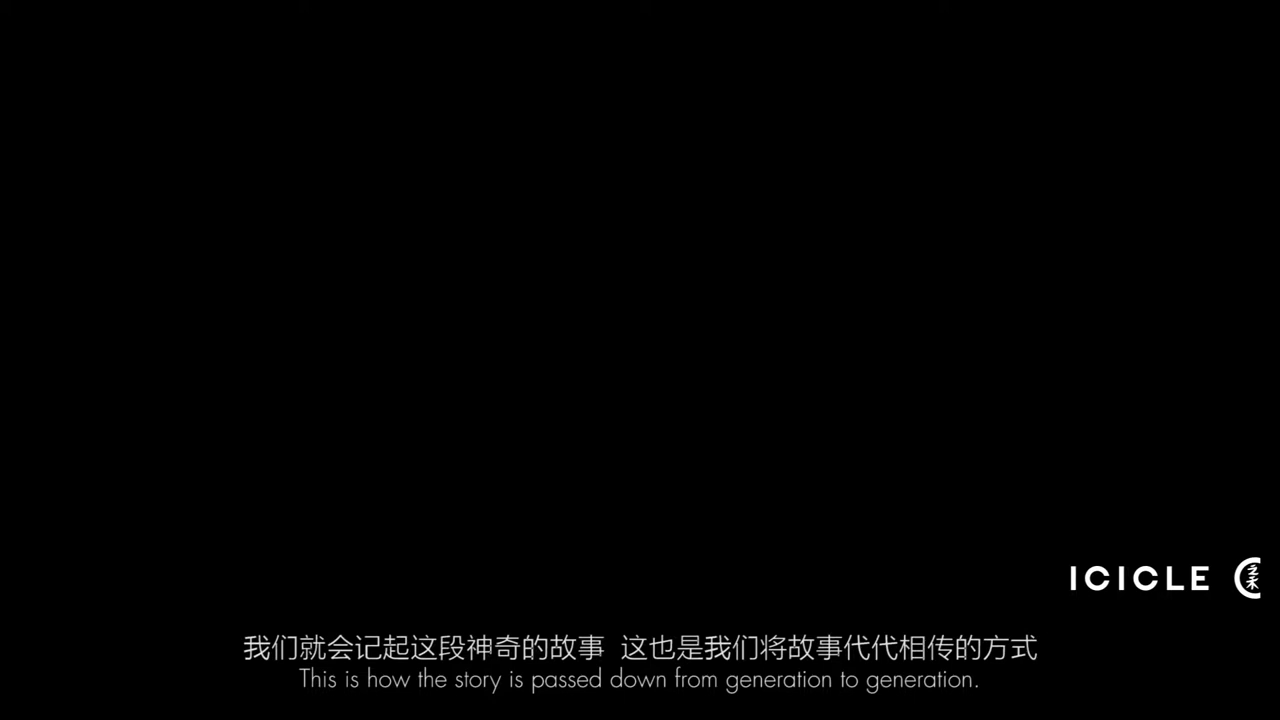 ICICLE 之禾
我们就会记起这段神奇的故事 这也是我们将故事代代相传的方式
This is how the story is passed down from generation to generation.